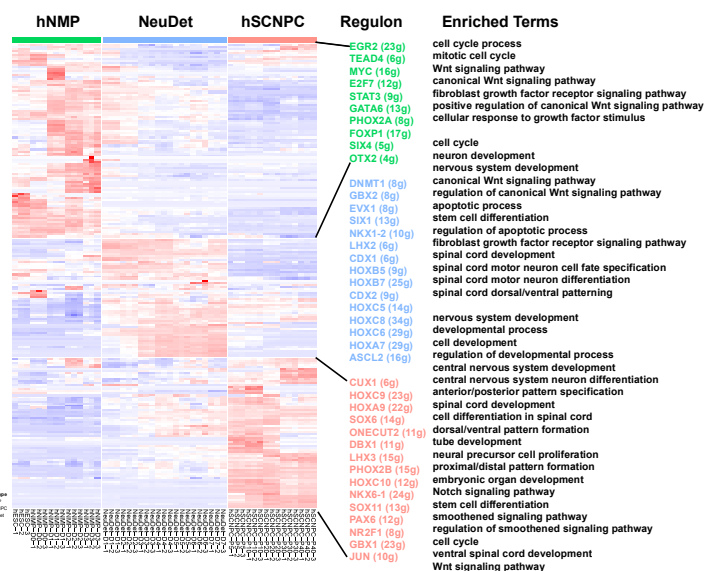 hNMP NeuDet hSCNPC Regulon Enriched Terms
EGR2 (23g)
TEAD4 (6g)
MYC (16g)
E2F7 (12g)
STAT3 (9g)
GATA6 (13g)
PHOX2A (8g)
FOXP1 (17g)
SIX4 (5g)
OTX2 (4g)
DNMT1 (8g)
GBX2 (8g)
EVX1 (8g)
SIX1 (13g)
NKX1-2 (10g)
LHX2 (6g)
CDX1 (6g)
HOXB5 (9g)
HOXB7 (25g)
CDX2 (9g)
HOXC5 (14g)
HOXC8 (34g)
HOXC6 (29g)
HOXA7 (29g)
ASCL2 (16g)
CUX1 (6g)
HOXC9 (23g)
HOXA9 (22g)
SOX6 (14g)
ONECUT2 (11g)
DBX1 (11g)
LHX3 (15g)
PHOX2B (15g)
HOXC10 (12g)
NKX6-1 (24g)
SOX11 (13g)
PAX6 (12g)
NR2F1 (8g)
GBX1 (23g)
JUN (10g)
cell cycle process
mitotic cell cycle
Wnt signaling pathway
canonical Wnt signaling pathway
fibroblast growth factor receptor signaling pathway
positive regulation of canonical Wnt signaling pathway
cellular response to growth factor stimulus
cell cycle
neuron development
nervous system development
canonical Wnt signaling pathway
regulation of canonical Wnt signaling pathway
apoptotic process
stem cell differentiation
regulation of apoptotic process
fibroblast growth factor receptor signaling pathway
spinal cord development
spinal cord motor neuron cell fate specification
spinal cord motor neuron differentiation
spinal cord dorsal/ventral patterning
nervous system development
developmental process
cell development
regulation of developmental process
central nervous system development
central nervous system neuron differentiation
anterior/posterior pattern specification
spinal cord development
cell differentiation in spinal cord
dorsal/ventral pattern formation
tube development
neural precursor cell proliferation
proximal/distal pattern formation
embryonic organ development
Notch signaling pathway
stem cell differentiation
smoothened signaling pathway
regulation of smoothened signaling pathway
cell cycle
ventral spinal cord development
Wnt signaling pathway